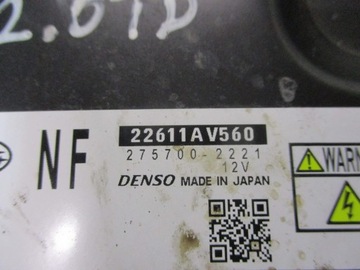 2.0TD
22611AV560
275700-2221
12V
NF
DENSO MADE IN JAPAN
WARN